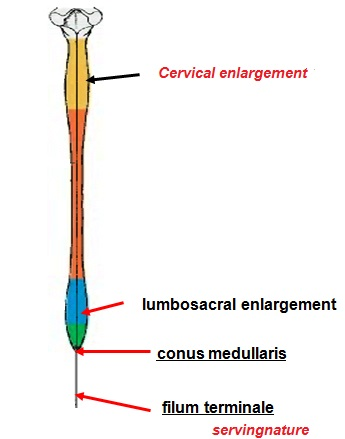 Cervical enlargement
lumbosacral enlargement
conus medullaris
filum terminale
servingnature